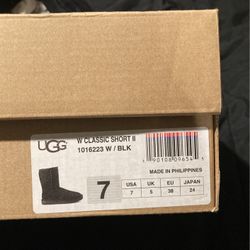 UGG
W CLASSIC SHORT II
1016223 W / BLK
7
MADE IN PHILIPPINES
USA UK EU JAPAN
7 5 38 24